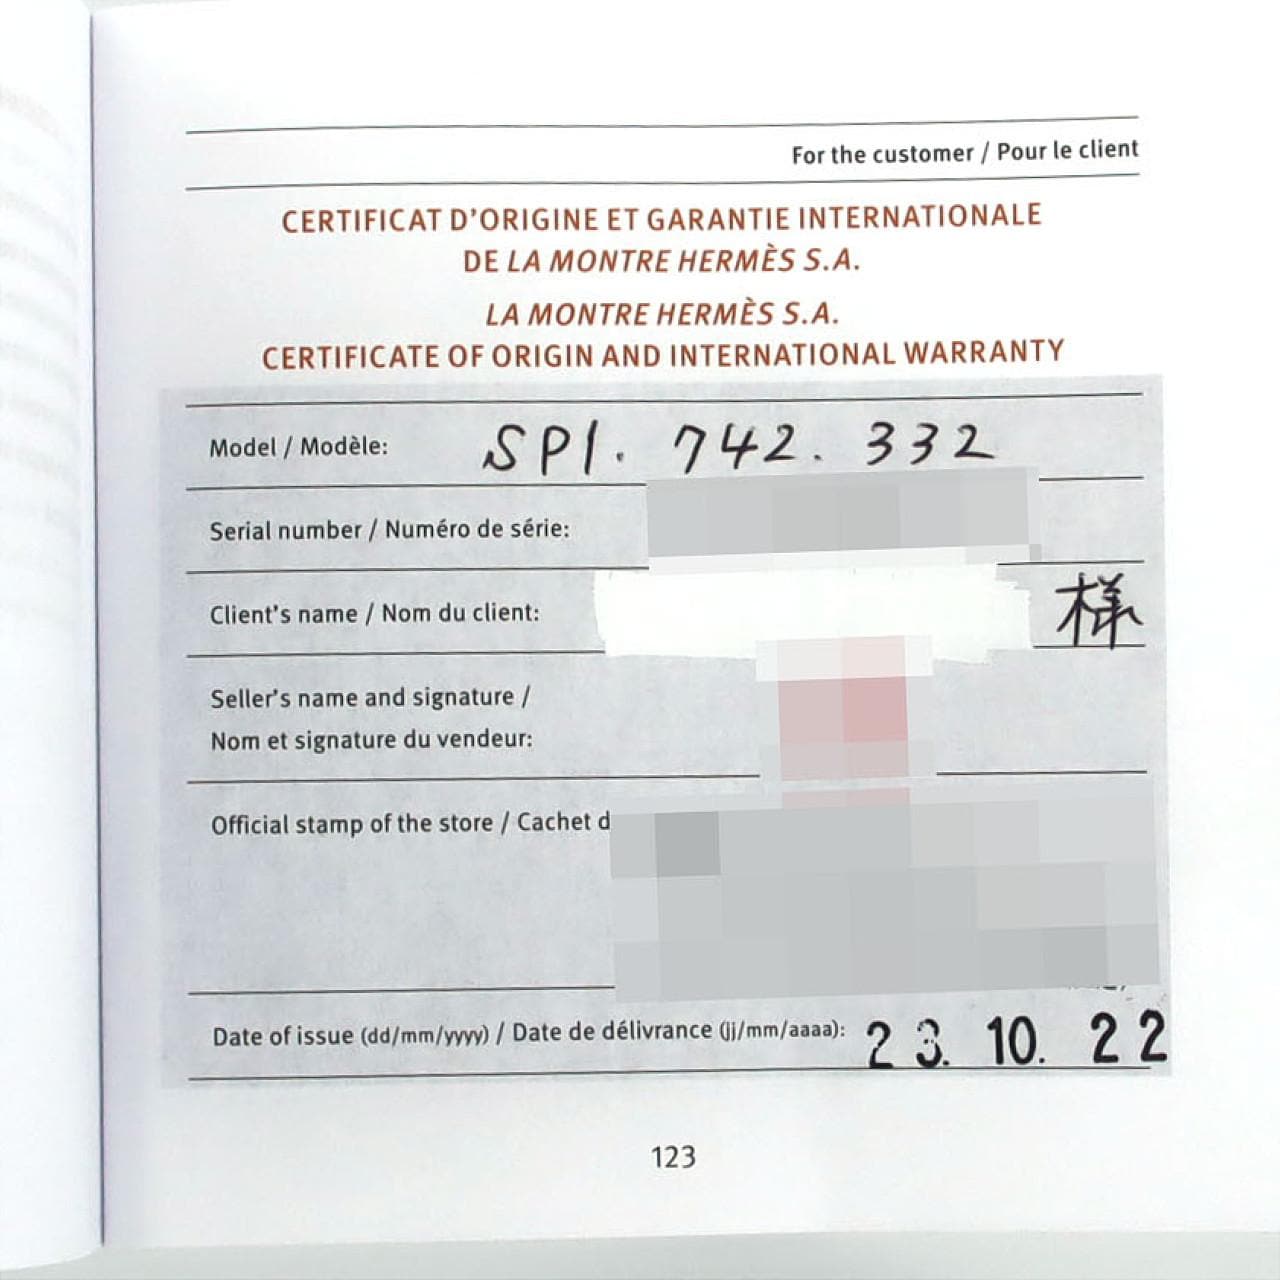 For the customer / Pour le client
CERTIFICAT D'ORIGINE ET GARANTIE INTERNATIONALE
DE LA MONTRE HERMÈS S.A.
LA MONTRE HERMÈS S.A.
CERTIFICATE OF ORIGIN AND INTERNATIONAL WARRANTY
Model / Modèle: SP1. 742. 332
Serial number / Numéro de série:
Client's name / Nom du client: 様
Seller's name and signature /
Nom et signature du vendeur:
Official stamp of the store / Cachet d
Date of issue (dd/mm/yyyy) / Date de délivrance (jj/mm/aaaa): 23. 10. 22
123